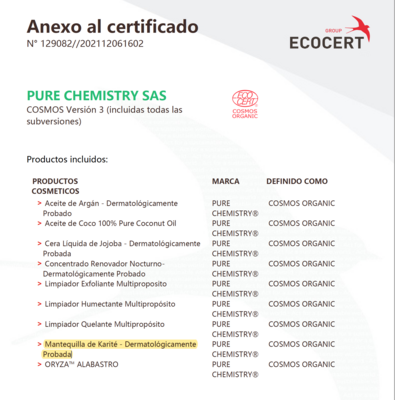 Anexo al certificado
N° 129082//202112061602
GROUP
ECOCERT
PURE CHEMISTRY SAS
COSMOS Versión 3 (incluidas todas las
subversiones)
ECO
CERT
COSMOS
ORGANIC
Productos incluidos:
PRODUCTOS MARCA DEFINIDO COMO
COSMETICOS
> Aceite de Argán - Dermatológicamente PURE COSMOS ORGANIC
Probado CHEMISTRY®
> Aceite de Coco 100% Pure Coconut Oil PURE COSMOS ORGANIC
CHEMISTRY®
> Cera Liquida de Jojoba - Dermatológicamente PURE COSMOS ORGANIC
Probada CHEMISTRY®
> Concentrado Renovador Nocturno- PURE COSMOS ORGANIC
Dermatológicamente Probado CHEMISTRY®
> Limpiador Exfoliante Multiproposito PURE COSMOS ORGANIC
CHEMISTRY®
> Limpiador Humectante Multipropósito PURE COSMOS ORGANIC
CHEMISTRY®
> Limpiador Quelante Multipropósito PURE COSMOS ORGANIC
CHEMISTRY®
> Mantequilla de Karité - Dermatológicamente PURE COSMOS ORGANIC
Probada CHEMISTRY®
> ORYZA™ ALABASTRO PURE COSMOS ORGANIC
CHEMISTRY®